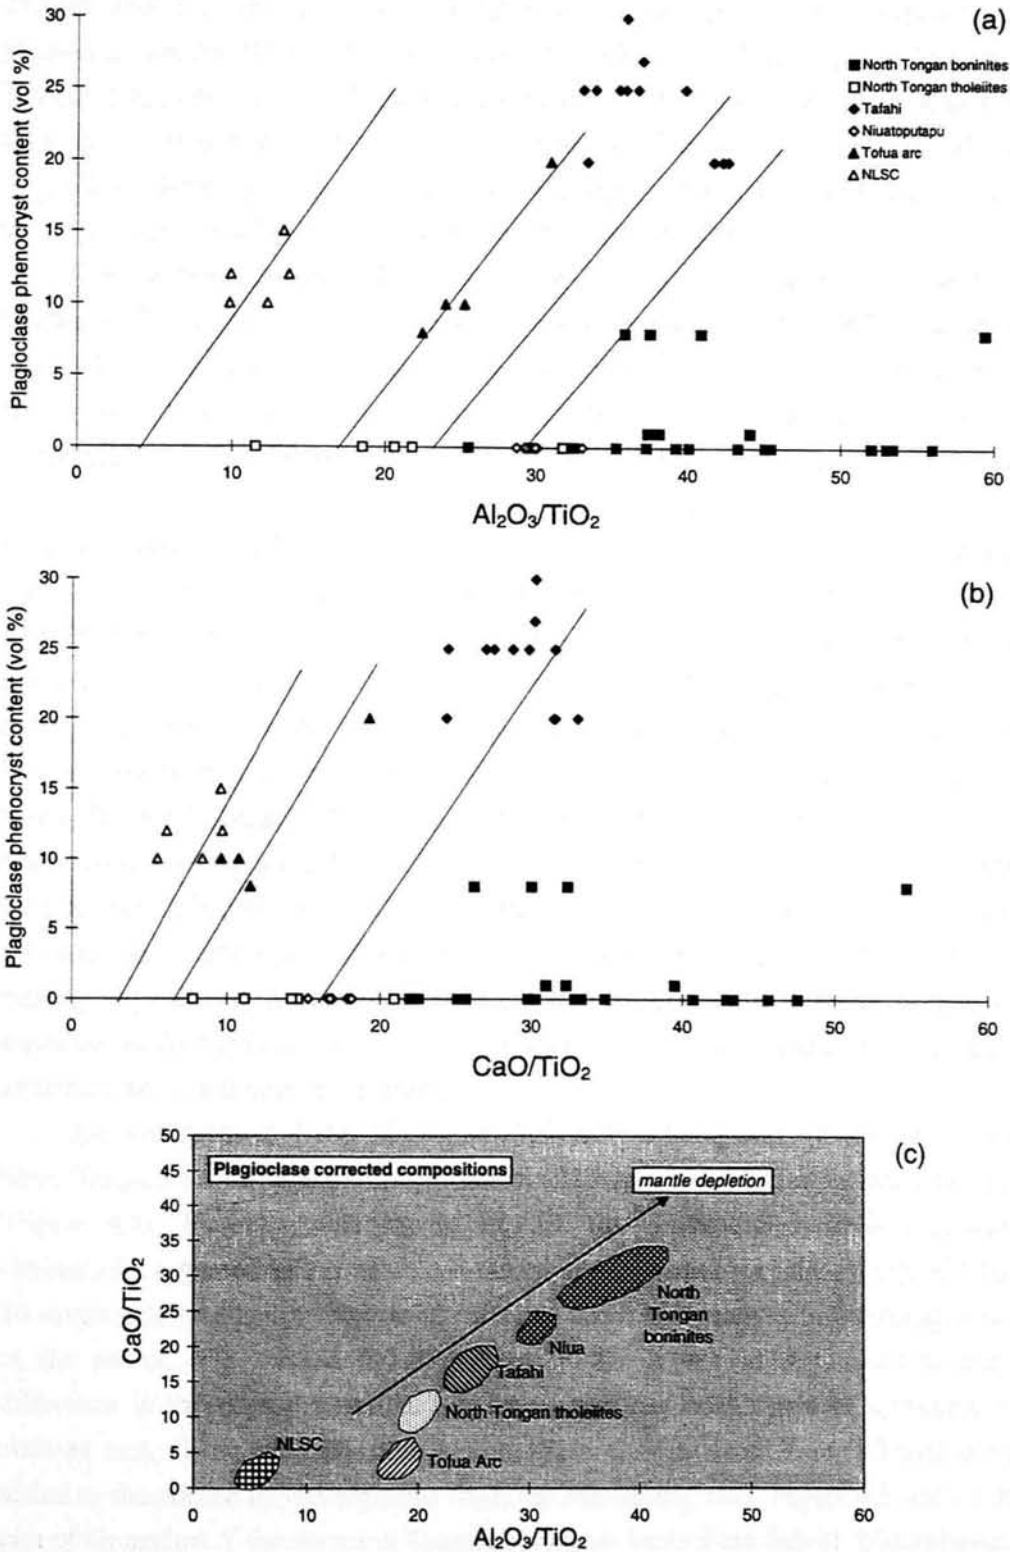 (a)
30
25
20
15
10
5
0
Plagioclase phenocryst content (vol %)
North Tongan boninites
North Tongan tholeiites
Tafahi
Niuatoputapu
Tofua arc
NLSC
0 10 20 30 40 50 60
Al₂O₃/TiO₂
(b)
30
25
20
15
10
5
0
Plagioclase phenocryst content (vol %)
0 10 20 30 40 50 60
CaO/TiO₂
(c)
50
45
40
35
30
25
20
15
10
5
0
CaO/TiO₂
Plagioclase corrected compositions
mantle depletion
North
Tongan
boninites
Niua
Tafahi
North Tongan tholeiites
NLSC
Tofua Arc
0 10 20 30 40 50 60
Al₂O₃/TiO₂